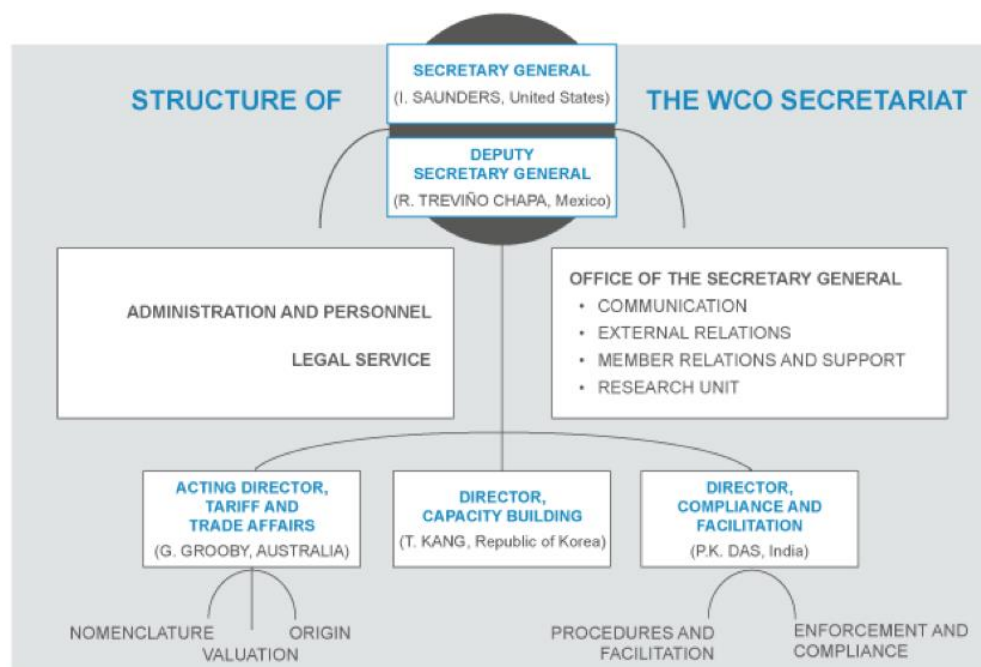 STRUCTURE OF
THE WCO SECRETARIAT
SECRETARY GENERAL
(I. SAUNDERS, United States)
DEPUTY
SECRETARY GENERAL
(R. TREVIÑO CHAPA, Mexico)
ADMINISTRATION AND PERSONNEL
LEGAL SERVICE
OFFICE OF THE SECRETARY GENERAL
• COMMUNICATION
• EXTERNAL RELATIONS
• MEMBER RELATIONS AND SUPPORT
• RESEARCH UNIT
ACTING DIRECTOR,
TARIFF AND
TRADE AFFAIRS
(G. GROOBY, AUSTRALIA)
DIRECTOR,
CAPACITY BUILDING
(T. KANG, Republic of Korea)
DIRECTOR,
COMPLIANCE AND
FACILITATION
(P.K. DAS, India)
NOMENCLATURE
VALUATION
ORIGIN
PROCEDURES AND
FACILITATION
ENFORCEMENT AND
COMPLIANCE